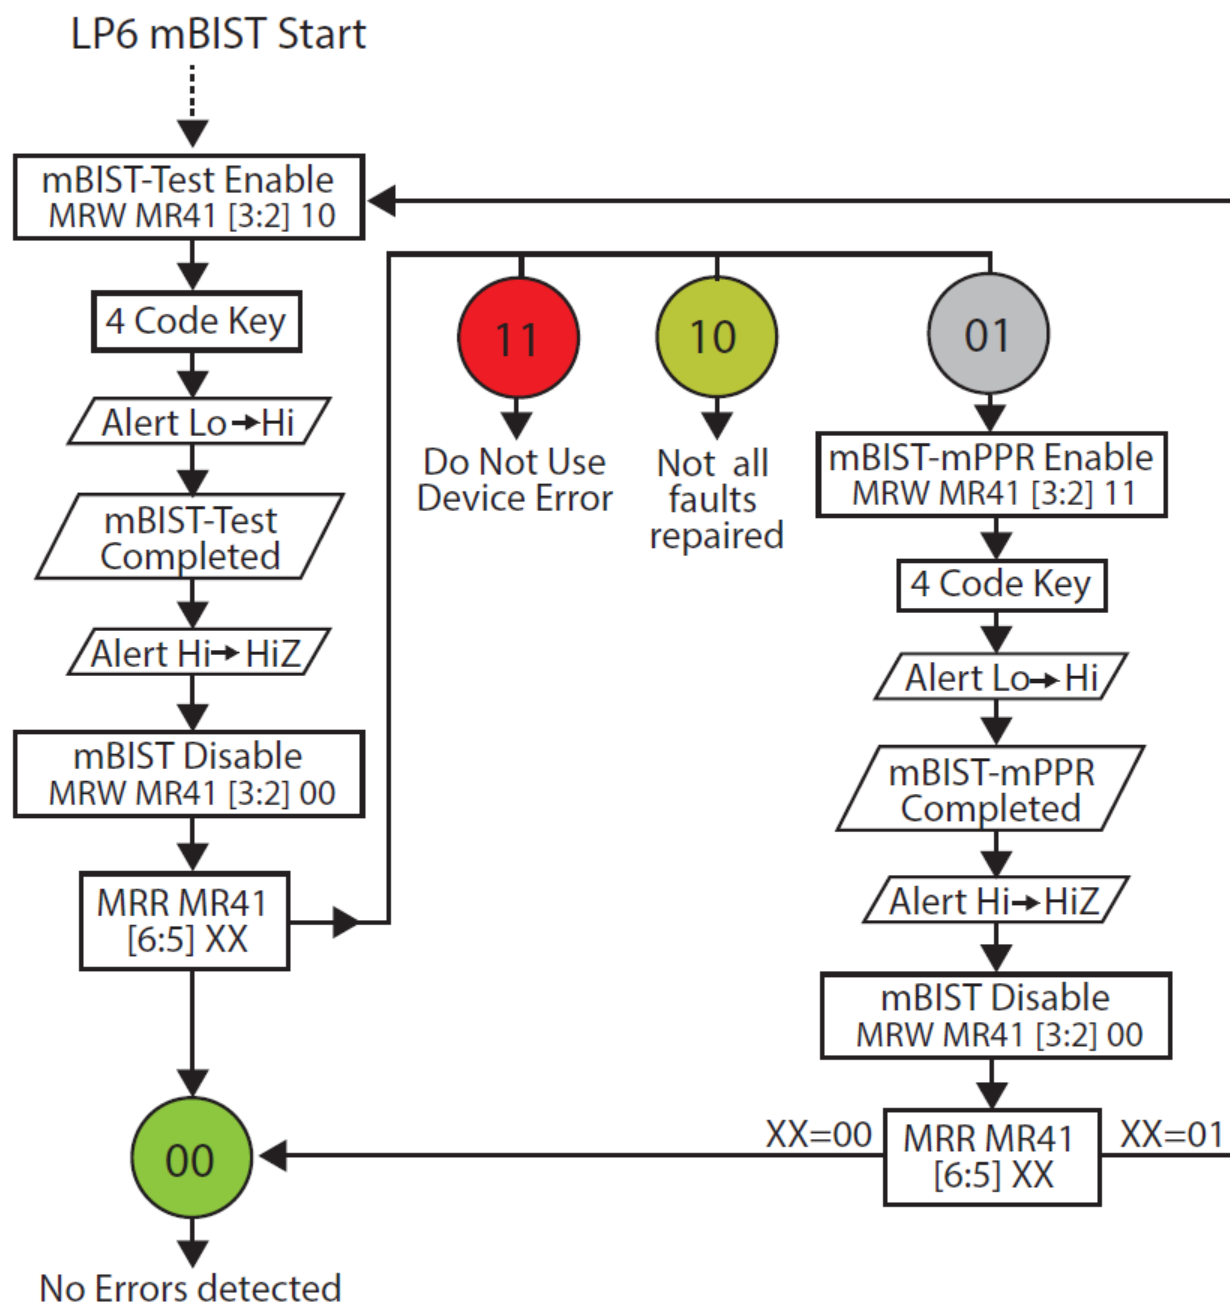 LP6 mBIST Start
mBIST-Test Enable
MRW MR41 [3:2] 10
4 Code Key
Alert Lo→Hi
mBIST-Test
Completed
Alert Hi→HiZ
mBIST Disable
MRW MR41 [3:2] 00
MRR MR41
[6:5] XX
00
No Errors detected
11
Do Not Use
Device Error
10
Not all
faults
repaired
01
mBIST-mPPR Enable
MRW MR41 [3:2] 11
4 Code Key
Alert Lo→Hi
mBIST-mPPR
Completed
Alert Hi→HiZ
mBIST Disable
MRW MR41 [3:2] 00
XX=00
MRR MR41
[6:5] XX
XX=01